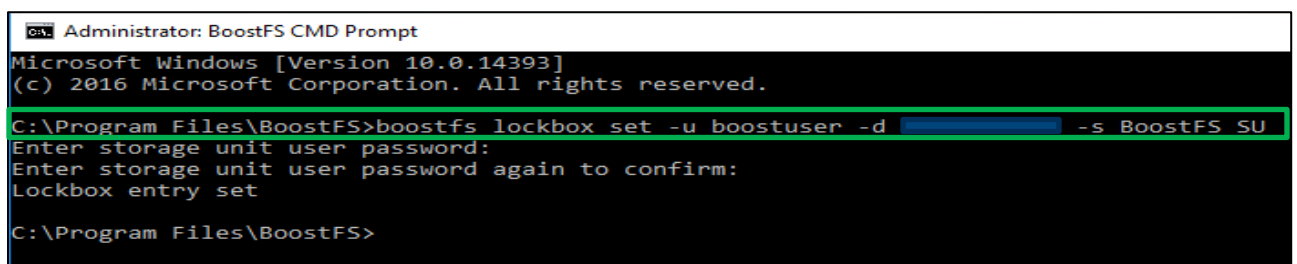 Administrator: BoostFS CMD Prompt
Microsoft Windows [Version 10.0.14393]
(c) 2016 Microsoft Corporation. All rights reserved.
C:\Program Files\BoostFS>boostfs lockbox set -u boostuser -d -s BoostFS SU
Enter storage unit user password:
Enter storage unit user password again to confirm:
Lockbox entry set
C:\Program Files\BoostFS>